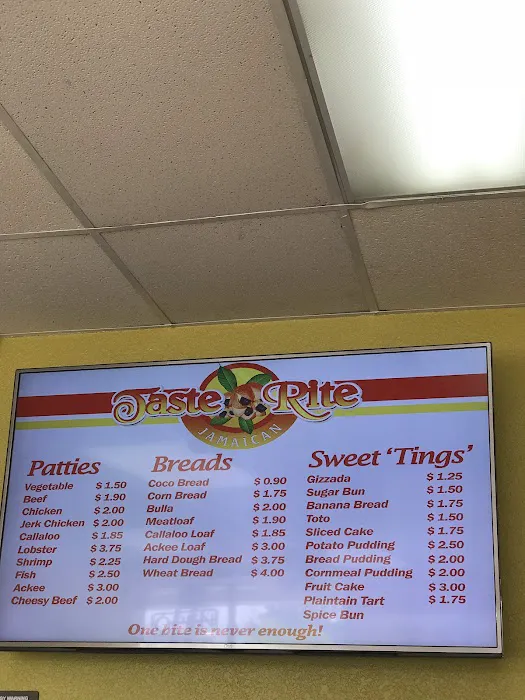 Taste Rite
JAMAICAN
Patties
Vegetable $ 1.50
Beef $ 1.90
Chicken $ 2.00
Jerk Chicken $ 2.00
Callaloo $ 1.85
Lobster $ 3.75
Shrimp $ 2.25
Fish $ 2.50
Ackee $ 3.00
Cheesy Beef $ 2.00
Breads
Coco Bread $ 0.90
Corn Bread $ 1.75
Bulla $ 2.00
Meatloaf $ 1.90
Callaloo Loaf $ 1.85
Ackee Loaf $ 3.00
Hard Dough Bread $ 3.75
Wheat Bread $ 4.00
Sweet 'Tings'
Gizzada $ 1.25
Sugar Bun $ 1.50
Banana Bread $ 1.75
Toto $ 1.50
Sliced Cake $ 1.75
Potato Pudding $ 2.50
Bread Pudding $ 2.00
Cornmeal Pudding $ 2.00
Fruit Cake $ 3.00
Plaintain Tart $ 1.75
Spice Bun
One bite is never enough!